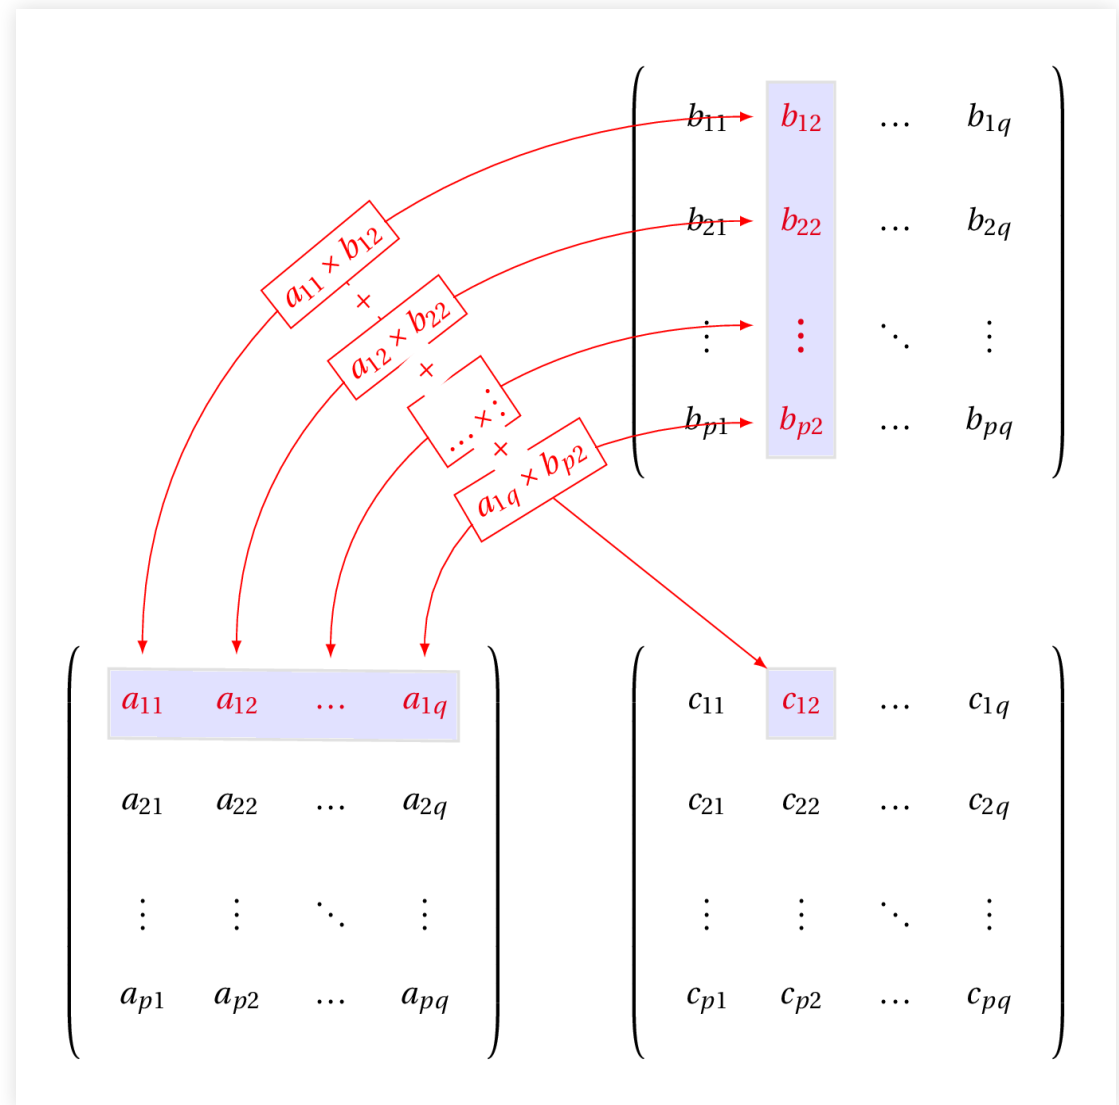 b₁₁ b₁₂ … b₁q
a₁₁ × b₁₂
+
b₂₁ b₂₂ … b₂q
a₁₂ × b₂₂
+
⋮ ⋮ ⋱ ⋮
… × ⋮
+
bₚ₁ bₚ₂ … bₚq
a₁q × bₚ₂
a₁₁ a₁₂ … a₁q
a₂₁ a₂₂ … a₂q
⋮ ⋮ ⋱ ⋮
aₚ₁ aₚ₂ … aₚq
c₁₁ c₁₂ … c₁q
c₂₁ c₂₂ … c₂q
⋮ ⋮ ⋱ ⋮
cₚ₁ cₚ₂ … cₚq